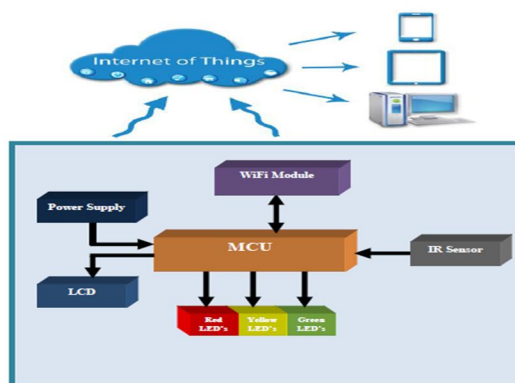 Internet of Things
WiFi Module
Power Supply
MCU
IR Sensor
LCD
Red
LED's
Yellow
LED's
Green
LED's